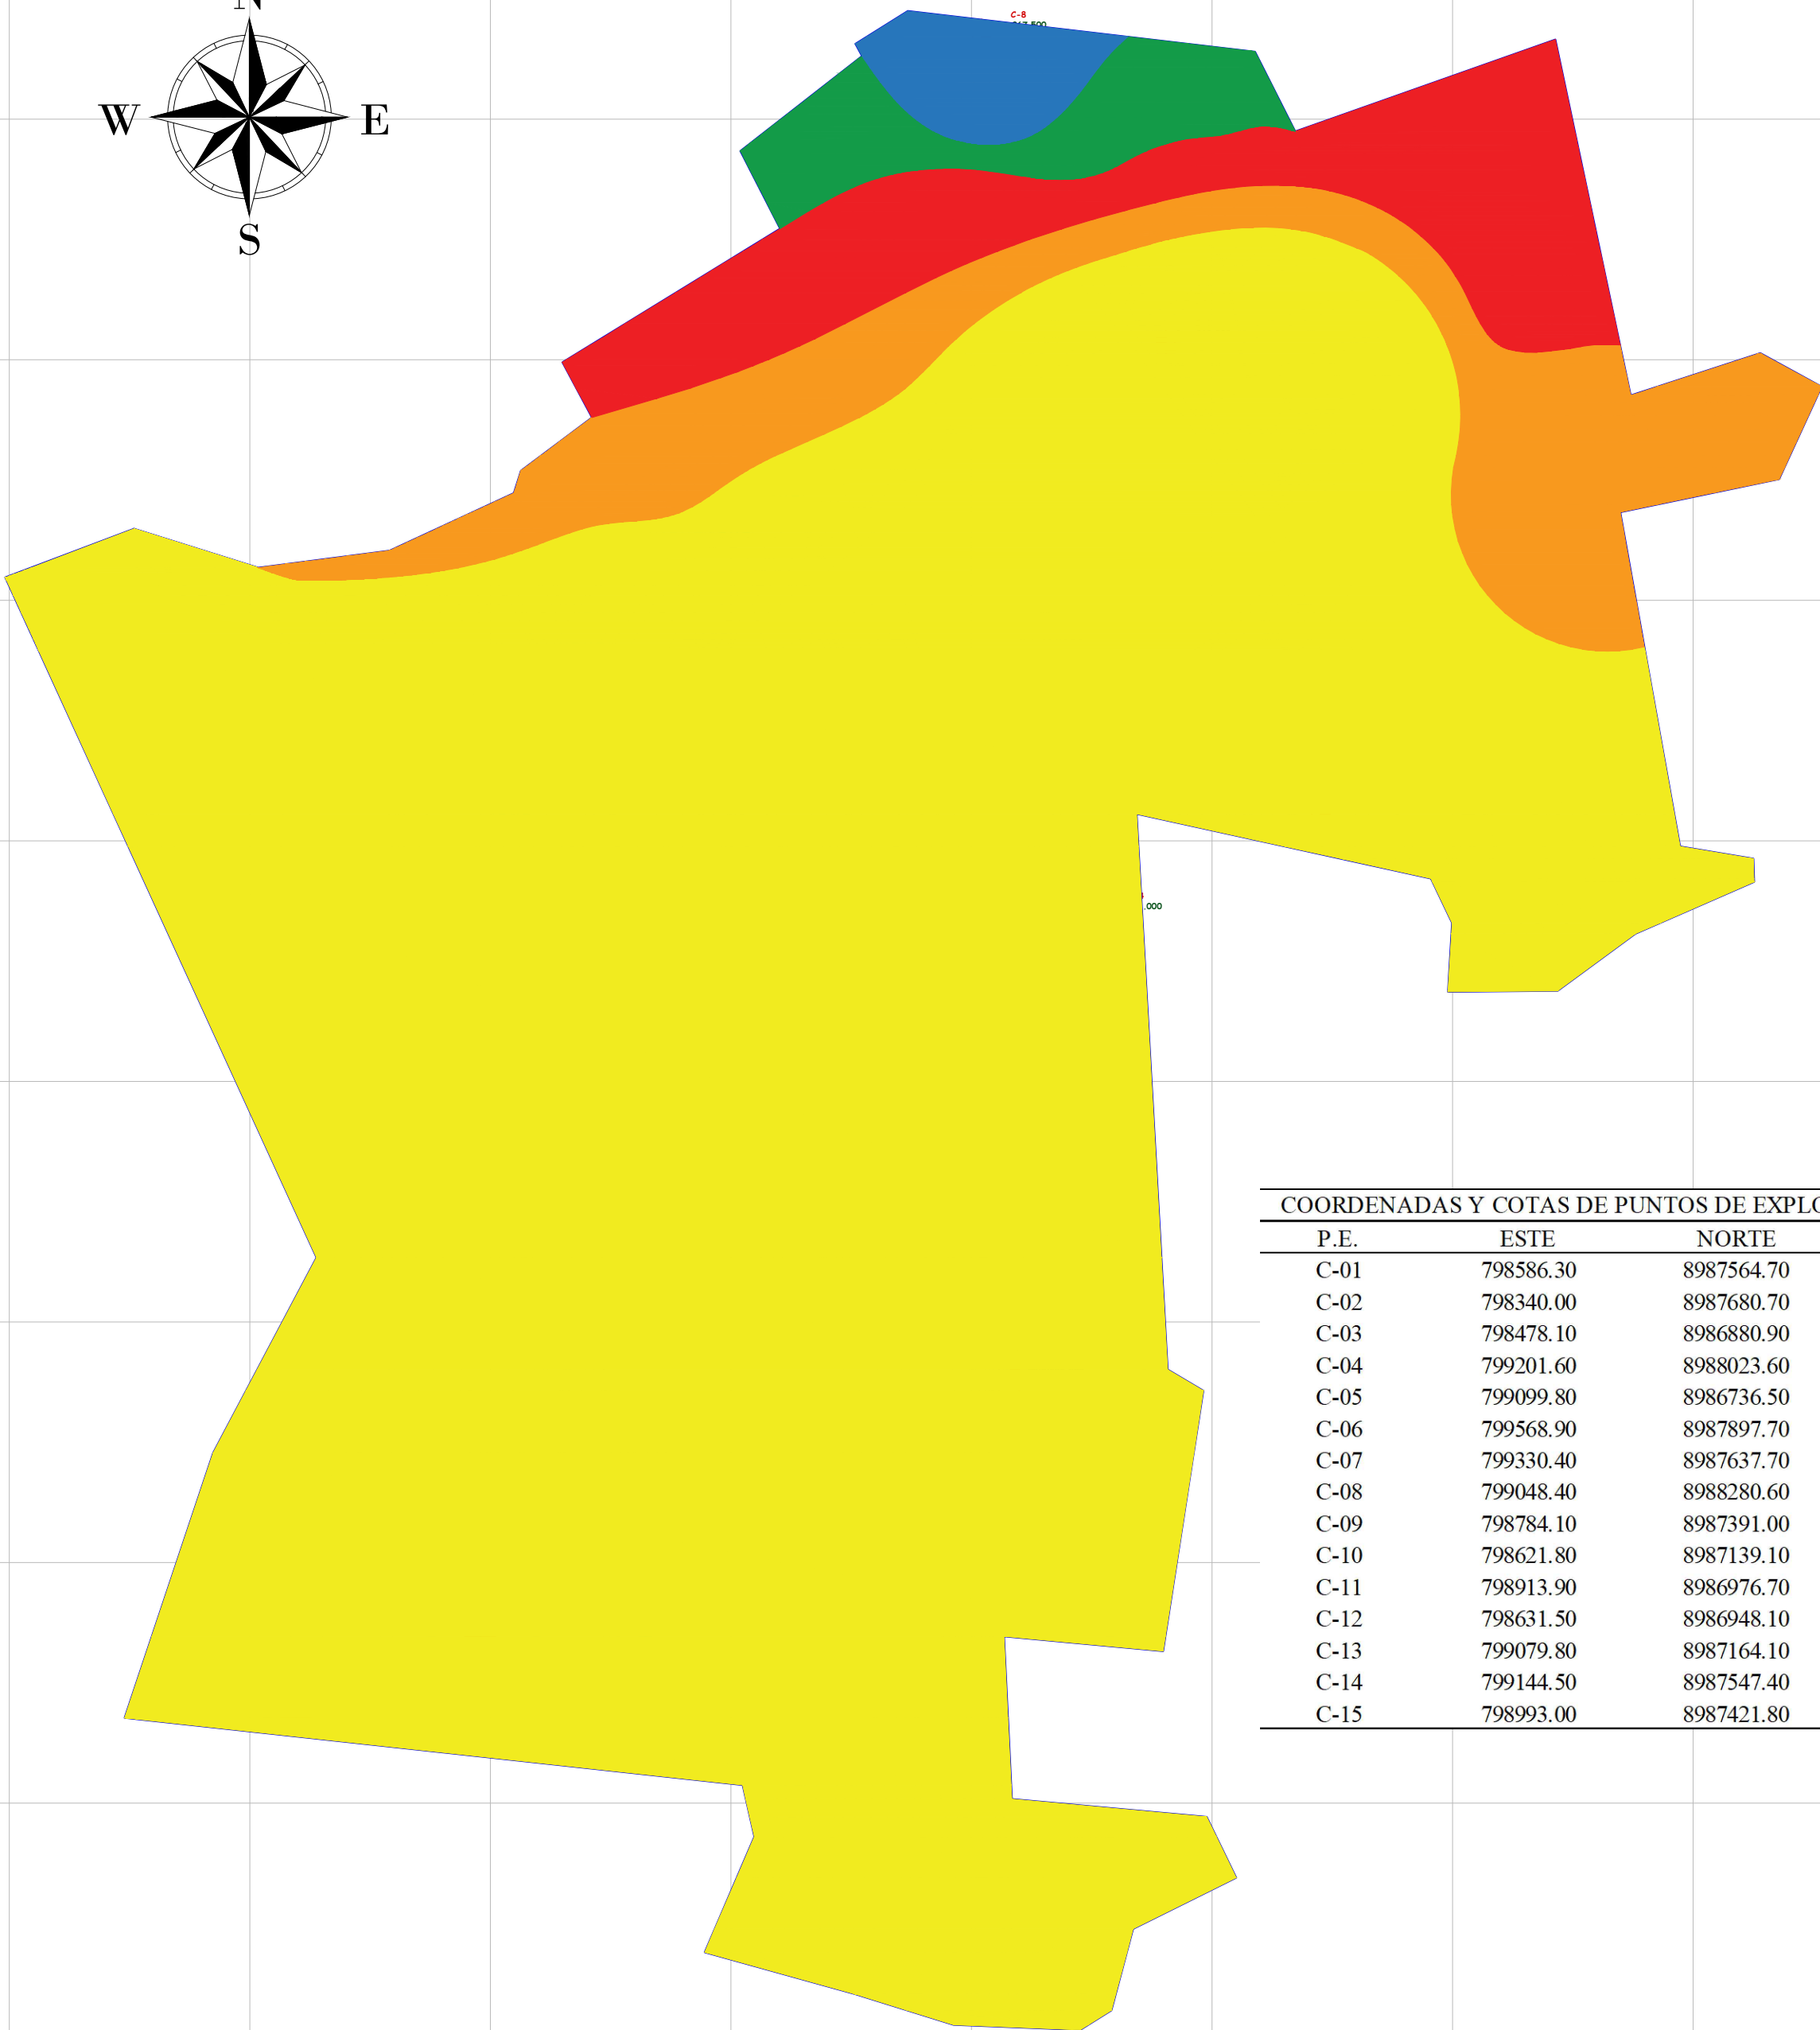 N
C-8
W E
S
.000
COORDENADAS Y COTAS DE PUNTOS DE EXPLO
P.E. ESTE NORTE
C-01 798586.30 8987564.70
C-02 798340.00 8987680.70
C-03 798478.10 8986880.90
C-04 799201.60 8988023.60
C-05 799099.80 8986736.50
C-06 799568.90 8987897.70
C-07 799330.40 8987637.70
C-08 799048.40 8988280.60
C-09 798784.10 8987391.00
C-10 798621.80 8987139.10
C-11 798913.90 8986976.70
C-12 798631.50 8986948.10
C-13 799079.80 8987164.10
C-14 799144.50 8987547.40
C-15 798993.00 8987421.80